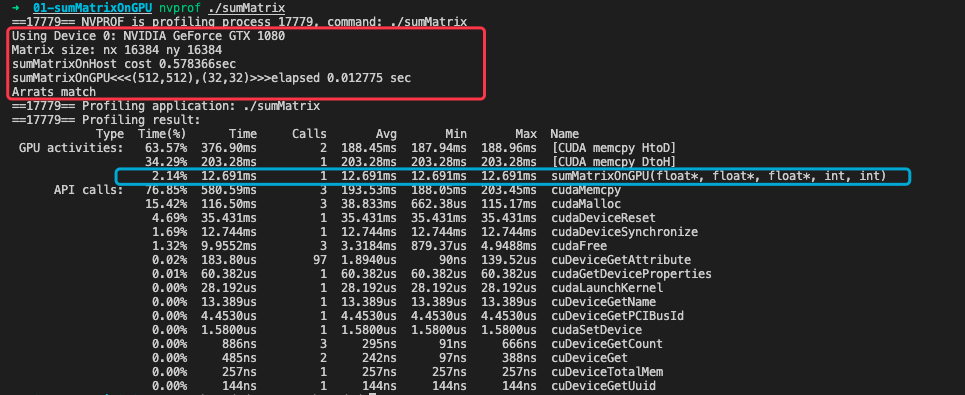 → 01-sumMatrixOnGPU nvprof ./sumMatrix
==17779== NVPROF is profiling process 17779, command: ./sumMatrix
Using Device 0: NVIDIA GeForce GTX 1080
Matrix size: nx 16384 ny 16384
sumMatrixOnHost cost 0.578366sec
sumMatrixOnGPU<<<(512,512),(32,32)>>>elapsed 0.012775 sec
Arrats match
==17779== Profiling application: ./sumMatrix
==17779== Profiling result:
Type Time(%) Time Calls Avg Min Max Name
GPU activities: 63.57% 376.90ms 2 188.45ms 187.94ms 188.96ms [CUDA memcpy HtoD]
34.29% 203.28ms 1 203.28ms 203.28ms 203.28ms [CUDA memcpy DtoH]
2.14% 12.691ms 1 12.691ms 12.691ms 12.691ms sumMatrixOnGPU(float*, float*, float*, int, int)
API calls: 76.85% 580.59ms 3 193.53ms 188.05ms 203.45ms cudaMemcpy
15.42% 116.50ms 3 38.833ms 662.38us 115.17ms cudaMalloc
4.69% 35.431ms 1 35.431ms 35.431ms 35.431ms cudaDeviceReset
1.69% 12.744ms 1 12.744ms 12.744ms 12.744ms cudaDeviceSynchronize
1.32% 9.9552ms 3 3.3184ms 879.37us 4.9488ms cudaFree
0.02% 183.80us 97 1.8940us 90ns 139.52us cuDeviceGetAttribute
0.01% 60.382us 1 60.382us 60.382us 60.382us cudaGetDeviceProperties
0.00% 28.192us 1 28.192us 28.192us 28.192us cudaLaunchKernel
0.00% 13.389us 1 13.389us 13.389us 13.389us cuDeviceGetName
0.00% 4.4530us 1 4.4530us 4.4530us 4.4530us cuDeviceGetPCIBusId
0.00% 1.5800us 1 1.5800us 1.5800us 1.5800us cudaSetDevice
0.00% 886ns 3 295ns 91ns 666ns cuDeviceGetCount
0.00% 485ns 2 242ns 97ns 388ns cuDeviceGet
0.00% 257ns 1 257ns 257ns 257ns cuDeviceTotalMem
0.00% 144ns 1 144ns 144ns 144ns cuDeviceGetUuid